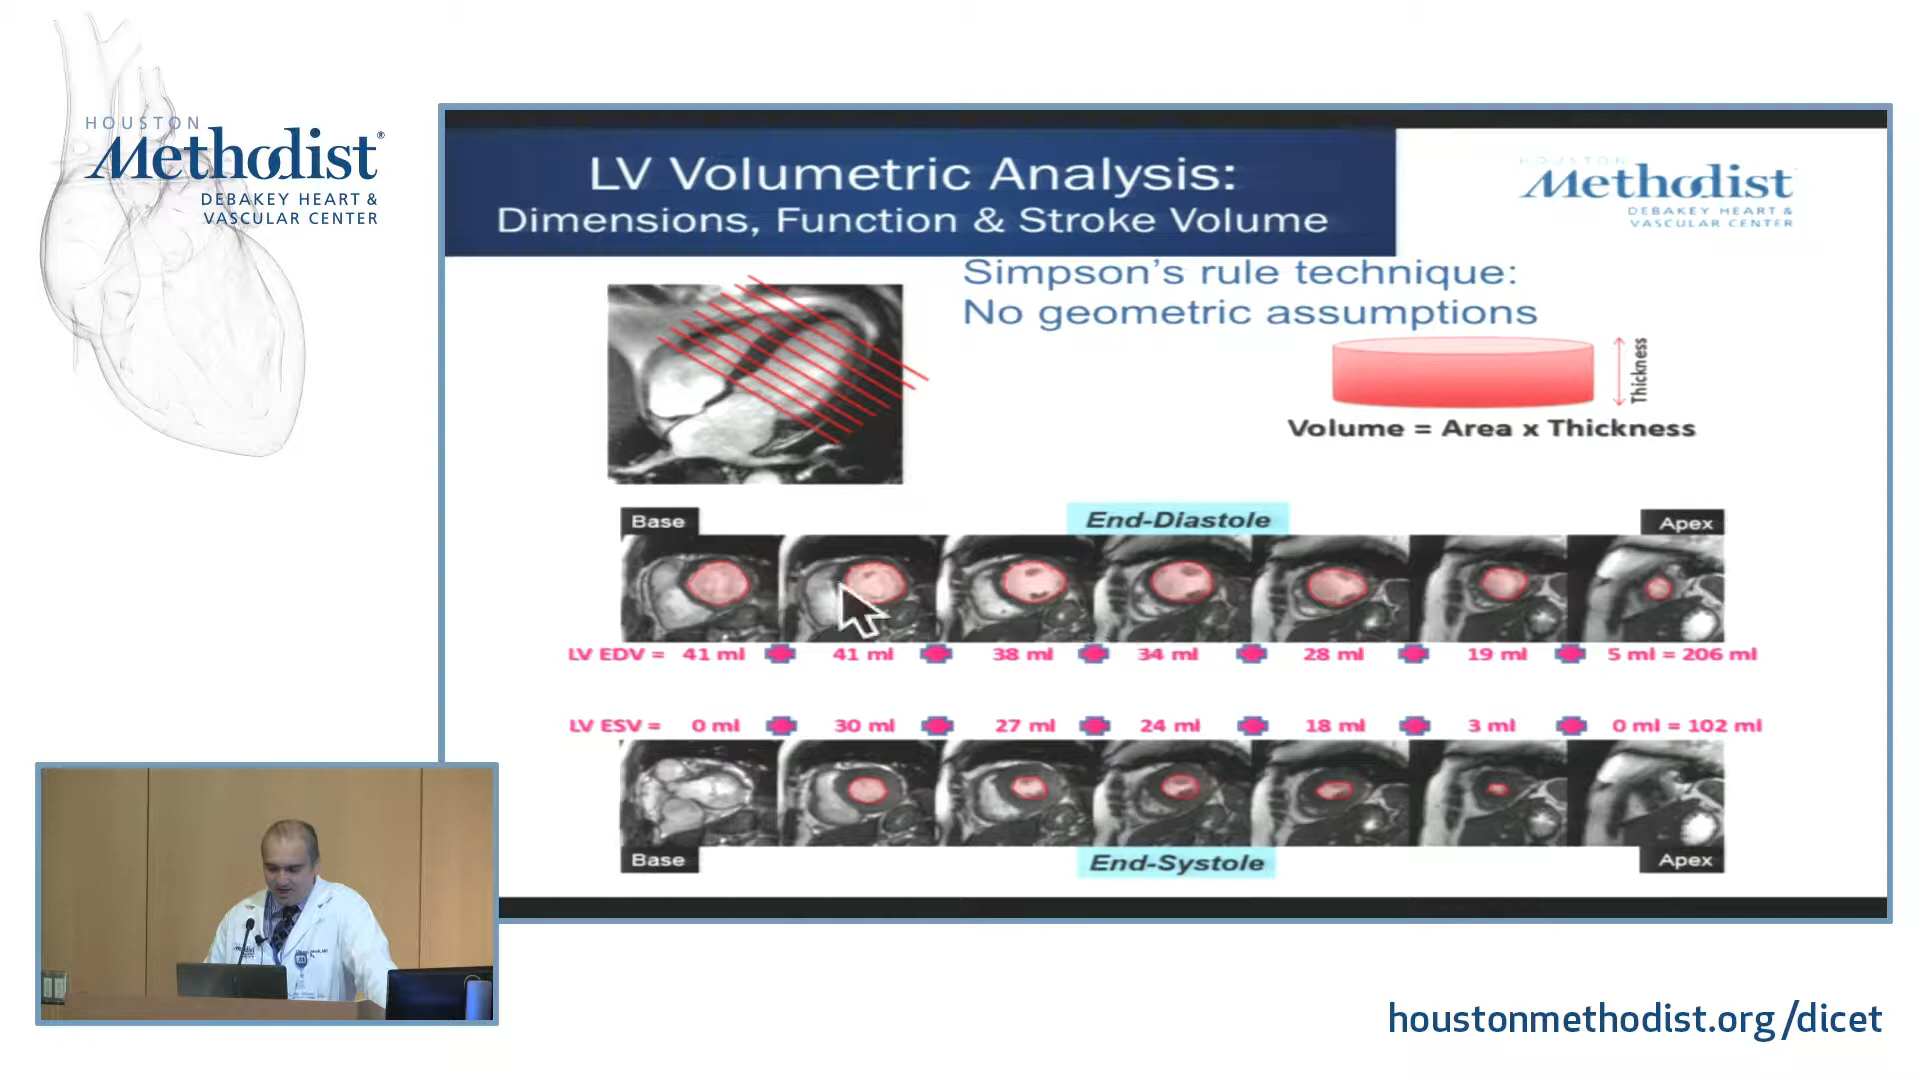 HOUSTON
Methodist®
DEBAKEY HEART &
VASCULAR CENTER
LV Volumetric Analysis:
Dimensions, Function & Stroke Volume
HOUSTON
Methodist
DEBAKEY HEART &
VASCULAR CENTER
Simpson's rule technique:
No geometric assumptions
Thickness
Volume = Area x Thickness
Base
End-Diastole
Apex
LV EDV = 41 ml 41 ml 38 ml 34 ml 28 ml 19 ml 5 ml = 206 ml
LV ESV = 0 ml 30 ml 27 ml 24 ml 18 ml 3 ml 0 ml = 102 ml
Base
End-Systole
Apex
houstonmethodist.org/dicet